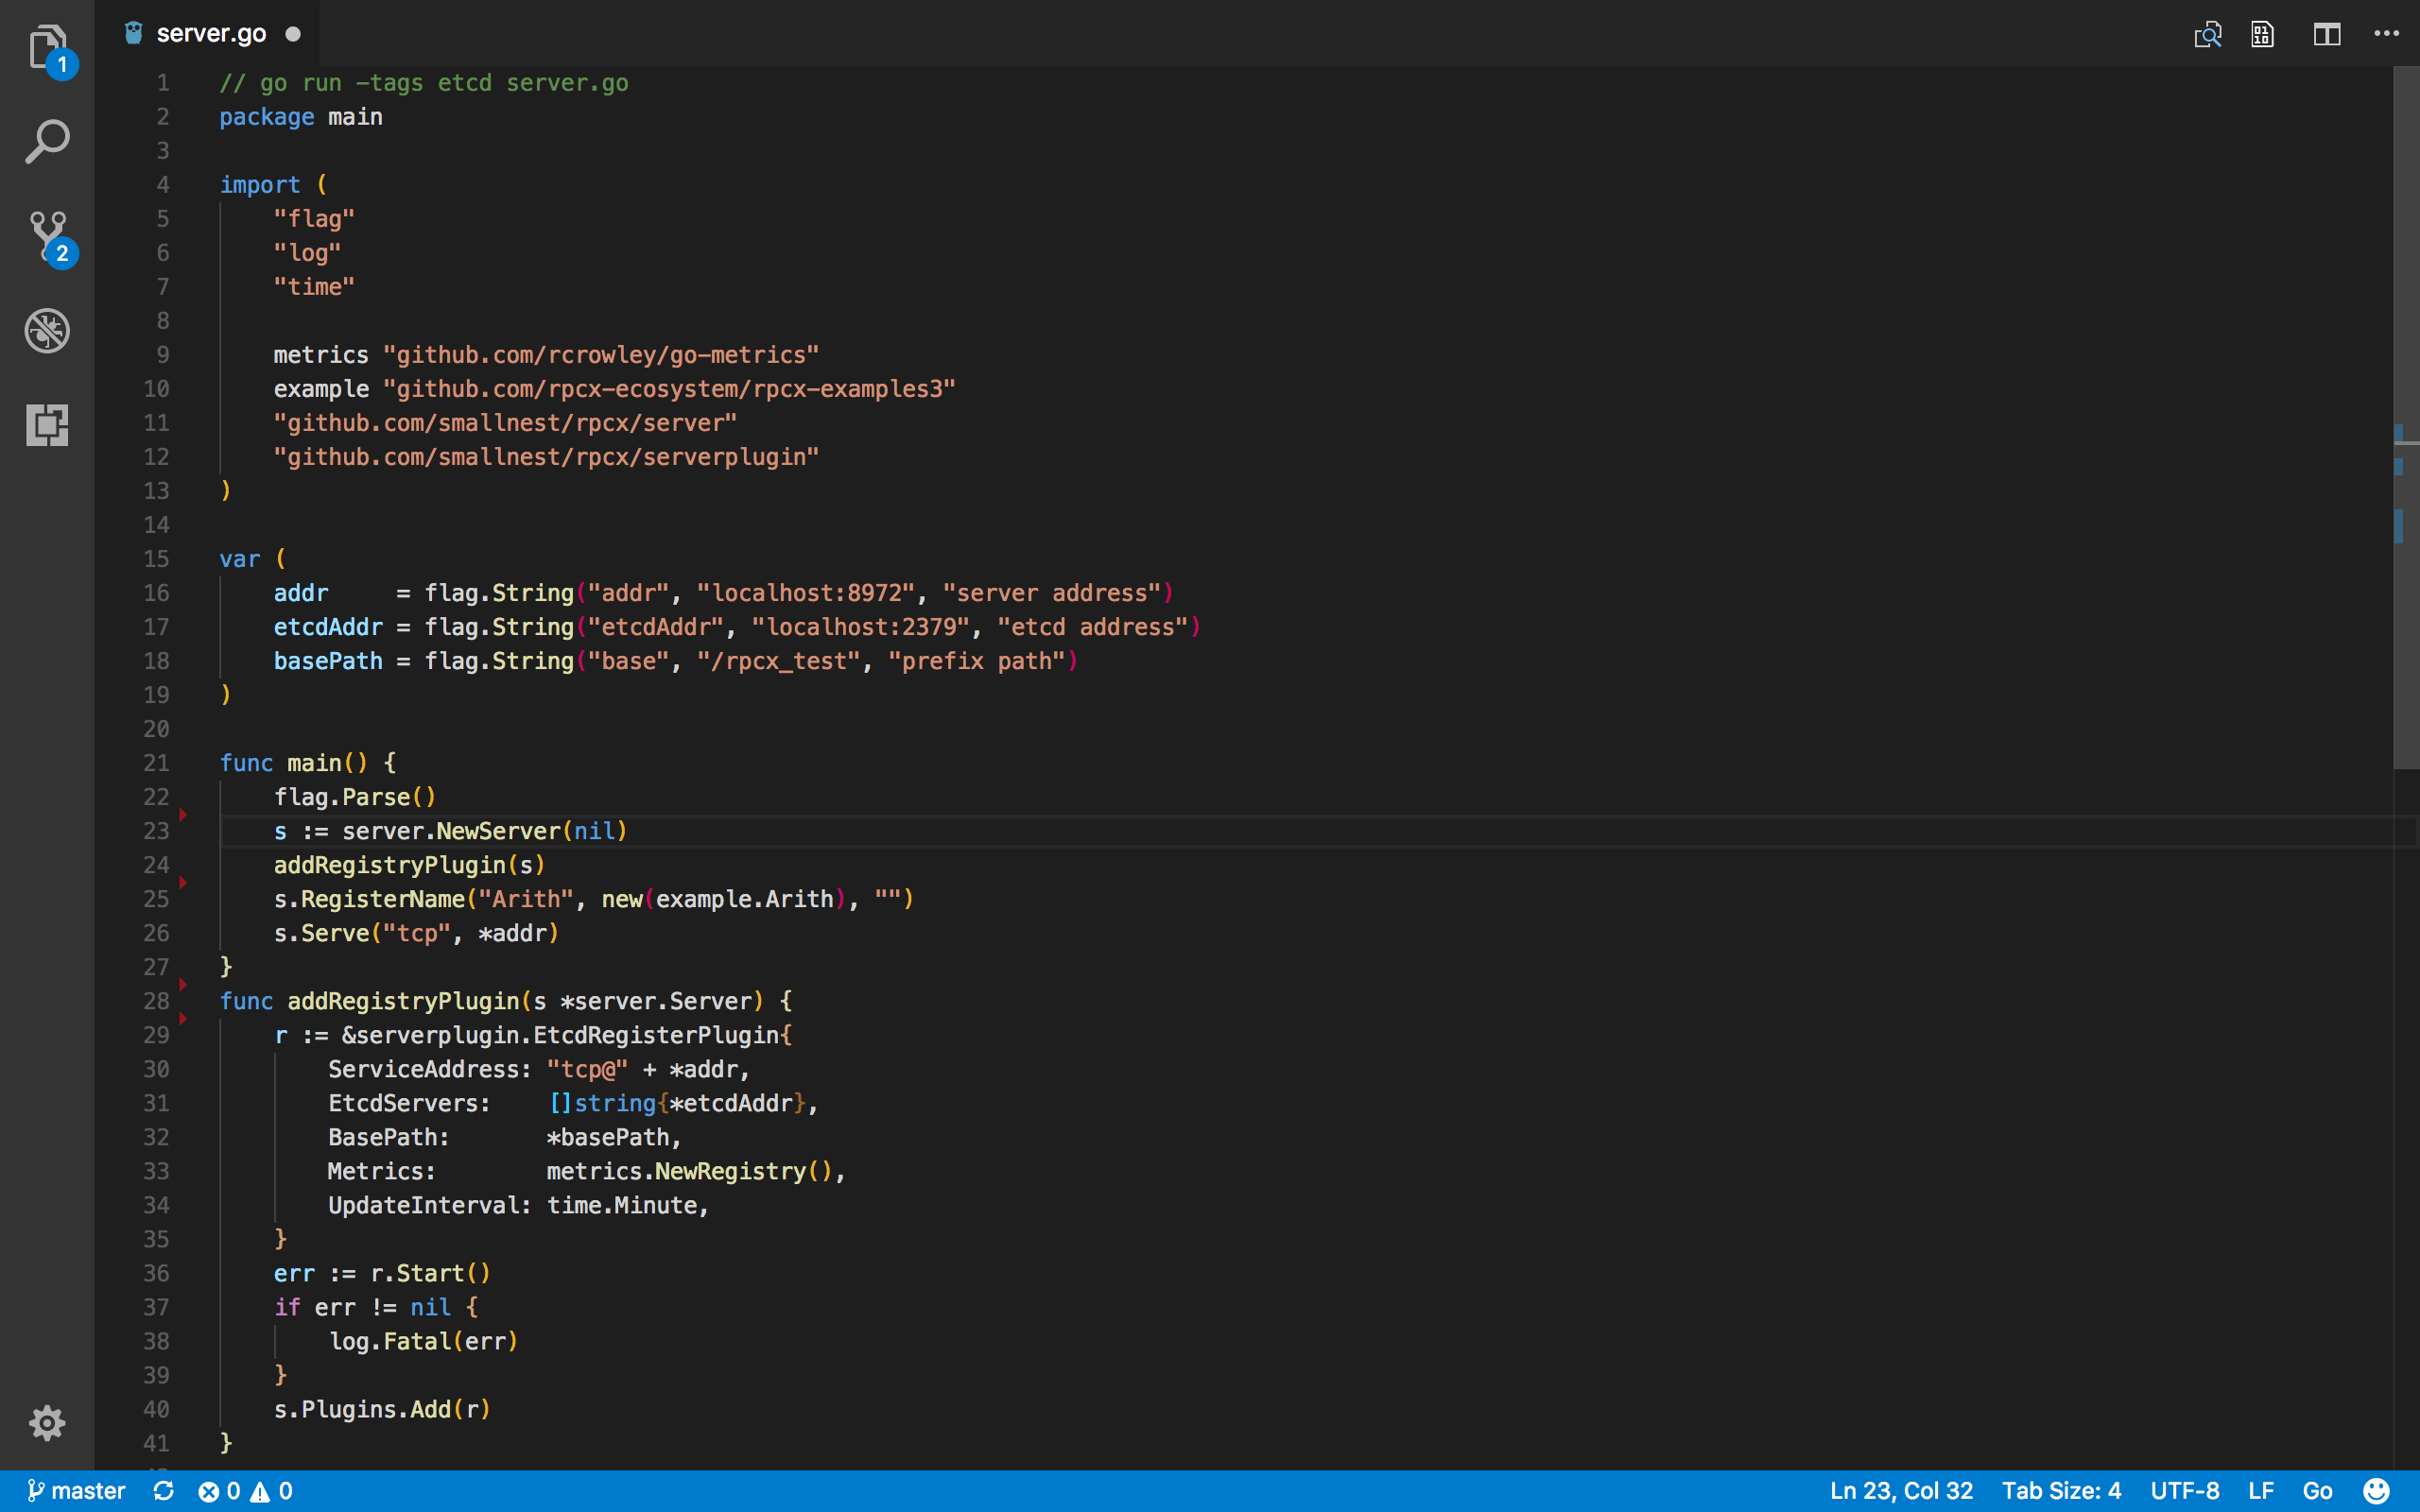 server.go
1
2
1 // go run -tags etcd server.go
2 package main
3
4 import (
5     "flag"
6     "log"
7     "time"
8
9     metrics "github.com/rcrowley/go-metrics"
10     example "github.com/rpcx-ecosystem/rpcx-examples3"
11     "github.com/smallnest/rpcx/server"
12     "github.com/smallnest/rpcx/serverplugin"
13 )
14
15 var (
16     addr     = flag.String("addr", "localhost:8972", "server address")
17     etcdAddr = flag.String("etcdAddr", "localhost:2379", "etcd address")
18     basePath = flag.String("base", "/rpcx_test", "prefix path")
19 )
20
21 func main() {
22     flag.Parse()
23     s := server.NewServer(nil)
24     addRegistryPlugin(s)
25     s.RegisterName("Arith", new(example.Arith), "")
26     s.Serve("tcp", *addr)
27 }
28 func addRegistryPlugin(s *server.Server) {
29     r := &serverplugin.EtcdRegisterPlugin{
30         ServiceAddress: "tcp@" + *addr,
31         EtcdServers:    []string{*etcdAddr},
32         BasePath:       *basePath,
33         Metrics:        metrics.NewRegistry(),
34         UpdateInterval: time.Minute,
35     }
36     err := r.Start()
37     if err != nil {
38         log.Fatal(err)
39     }
40     s.Plugins.Add(r)
41 }
master 0 0 Ln 23, Col 32 Tab Size: 4 UTF-8 LF Go